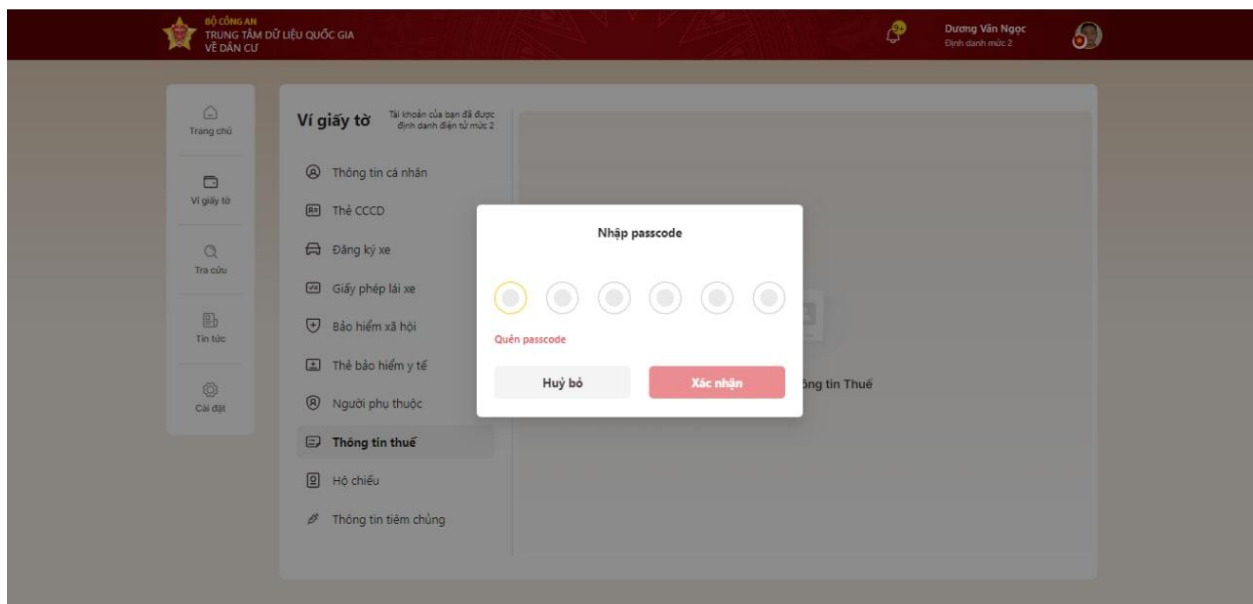 BỘ CÔNG AN
TRUNG TÂM DỮ LIỆU QUỐC GIA
VỀ DÂN CƯ
9+
Dương Văn Ngọc
Định danh mức 2
Trang chủ
Ví giấy tờ
Tra cứu
Tin tức
Cài đặt
Ví giấy tờ
Tài khoản của bạn đã được
định danh điện tử mức 2
Thông tin cá nhân
Thẻ CCCD
Đăng ký xe
Giấy phép lái xe
Bảo hiểm xã hội
Thẻ bảo hiểm y tế
Người phụ thuộc
Thông tin thuế
Hộ chiếu
Thông tin tiêm chủng
Nhập passcode
Quên passcode
Huỷ bỏ
Xác nhận
tin Thuế